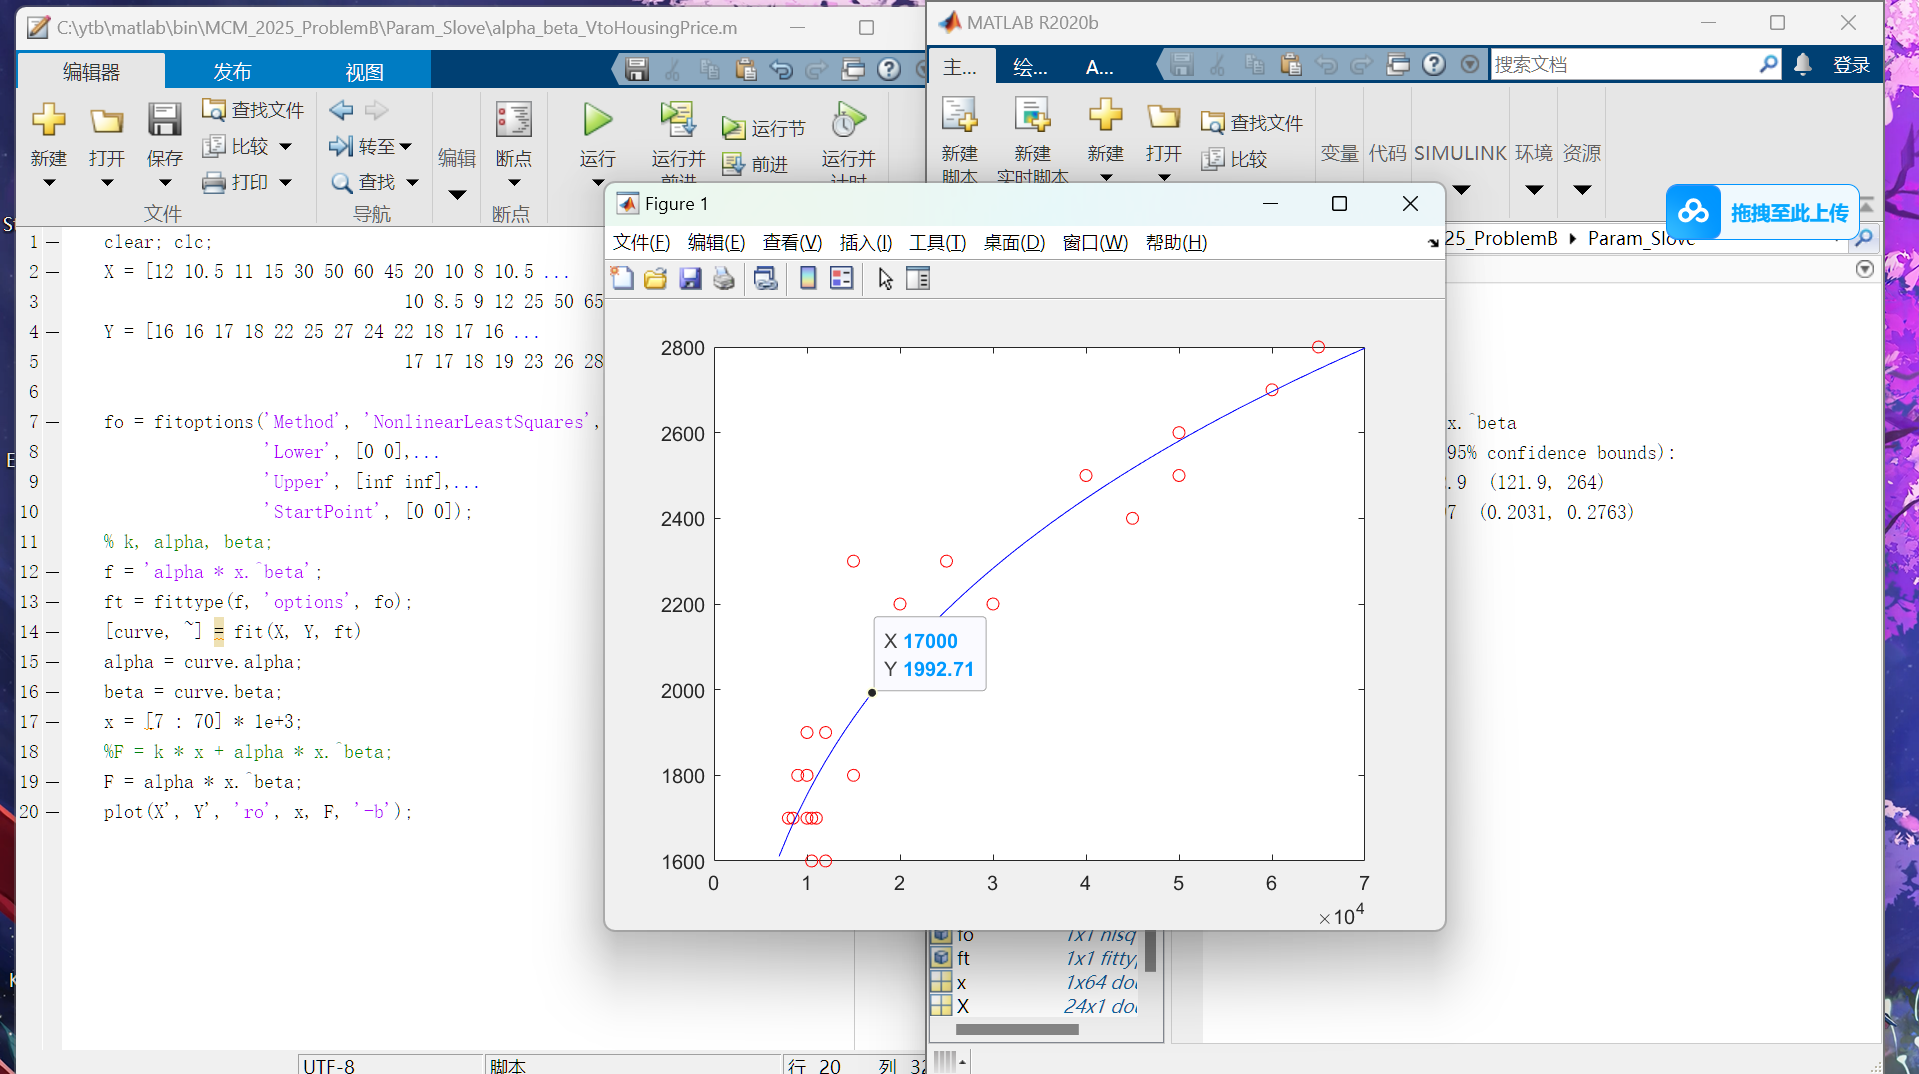 C:\ytb\matlab\bin\MCM_2025_ProblemB\Param_Slove\alpha_beta_VtoHousingPrice.m
编辑器 发布 视图
新建 打开 保存 查找文件 比较 打印
文件
转至 查找
导航
编辑
断点
断点
运行 运行并 前进 运行节 前进 运行并 计时
1 clear; clc;
2 X = [12 10.5 11 15 30 50 60 45 20 10 8 10.5 ...
3 10 8.5 9 12 25 50 65
4 Y = [16 16 17 18 22 25 27 24 22 18 17 16 ...
5 17 17 18 19 23 26 28
6
7 fo = fitoptions('Method', 'NonlinearLeastSquares',
8 'Lower', [0 0],...
9 'Upper', [inf inf],...
10 'StartPoint', [0 0]);
11 % k, alpha, beta;
12 f = 'alpha * x.^beta';
13 ft = fittype(f, 'options', fo);
14 [curve, ~] = fit(X, Y, ft)
15 alpha = curve.alpha;
16 beta = curve.beta;
17 x = [7 : 70] * 1e+3;
18 %F = k * x + alpha * x.^beta;
19 F = alpha * x.^beta;
20 plot(X', Y', 'ro', x, F, '-b');
UTF-8 脚本 行 20 列 32
MATLAB R2020b
主... 绘... A... 搜索文档 登录
新建 脚本 新建 实时脚本 新建 打开 查找文件 比较
变量 代码 SIMULINK 环境 资源
拖拽至此上传
25_ProblemB Param_Slove
Figure 1
文件(F) 编辑(E) 查看(V) 插入(I) 工具(T) 桌面(D) 窗口(W) 帮助(H)
2800
2600
2400
2200
2000
1800
1600
0 1 2 3 4 5 6 7
×10^4
X 17000
Y 1992.71
x.^beta
95% confidence bounds):
.9 (121.9, 264)
(0.2031, 0.2763)
fo 1x1 nlsq
ft 1x1 fitty
x 1x64 dou
X 24x1 dou